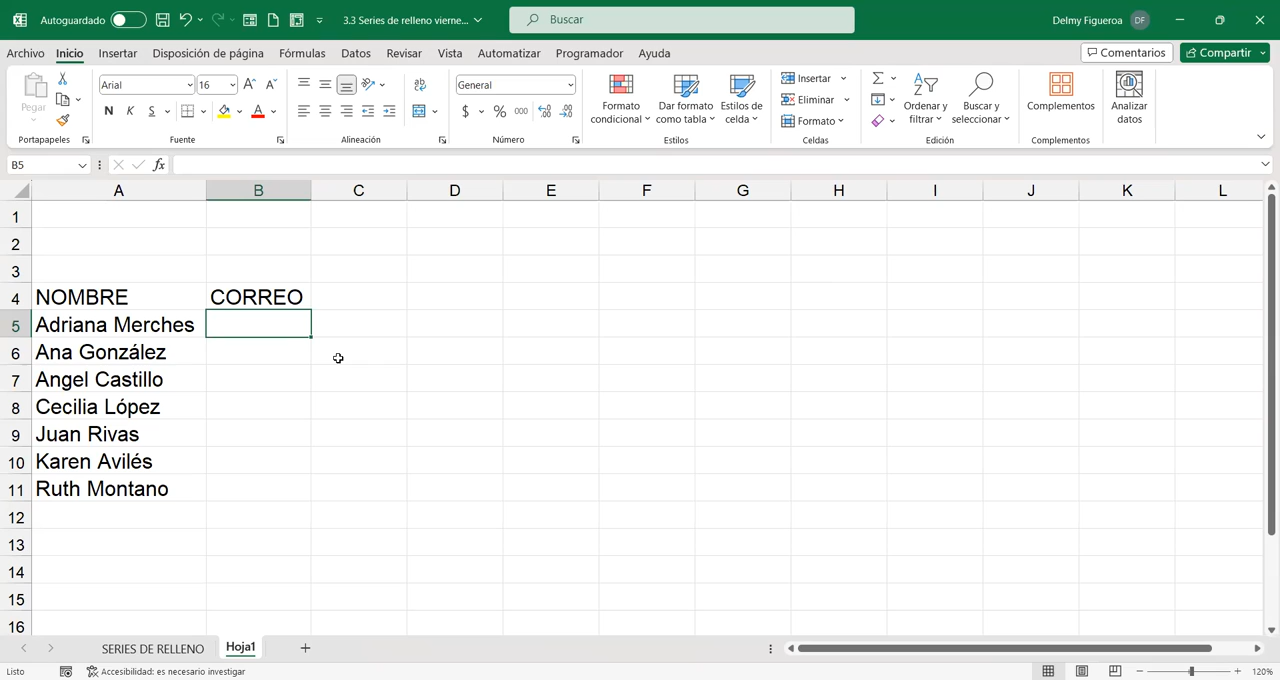 Autoguardado 3.3 Series de relleno vierne... Buscar Delmy Figueroa DF
Archivo Inicio Insertar Disposición de página Fórmulas Datos Revisar Vista Automatizar Programador Ayuda Comentarios Compartir
Pegar
Portapapeles
Arial 16
N K S
Fuente
Alineación
General
$ % 000
Número
Formato condicional
Dar formato como tabla
Estilos de celda
Estilos
Insertar
Eliminar
Formato
Celdas
Ordenar y filtrar
Buscar y seleccionar
Edición
Complementos
Complementos
Analizar datos
B5 fx
A B C D E F G H I J K L
1
2
3
4 NOMBRE CORREO
5 Adriana Merches
6 Ana González
7 Angel Castillo
8 Cecilia López
9 Juan Rivas
10 Karen Avilés
11 Ruth Montano
12
13
14
15
16
SERIES DE RELLENO Hoja1
Listo Accesibilidad: es necesario investigar 120%